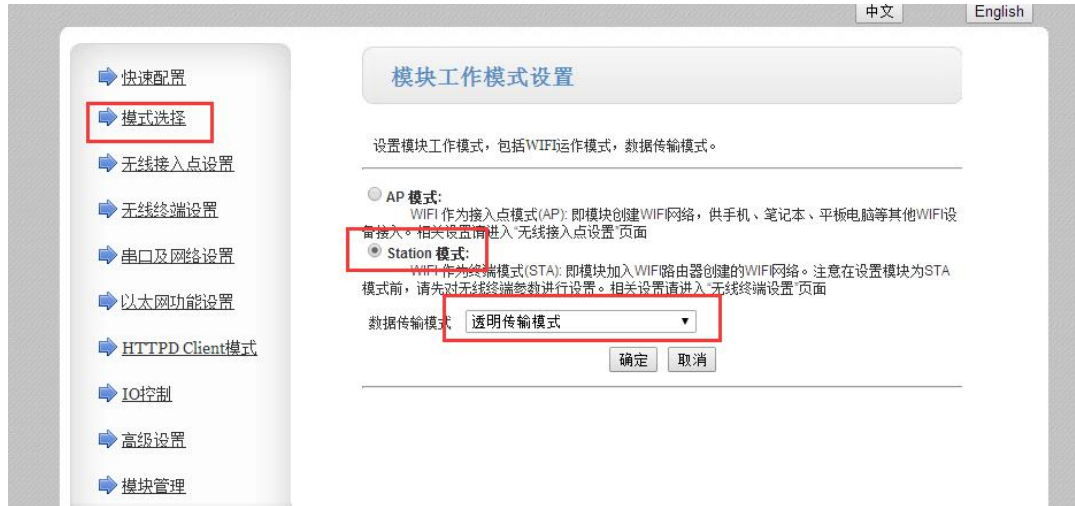 中文
English
快速配置
模式选择
无线接入点设置
无线终端设置
串口及网络设置
以太网功能设置
HTTPD Client模式
IO控制
高级设置
模块管理
模块工作模式设置
设置模块工作模式，包括WIFI运作模式，数据传输模式。
AP 模式:
WIFI 作为接入点模式(AP): 即模块创建WIFI网络，供手机、笔记本、平板电脑等其他WIFI设
备接入。相关设置请进入“无线接入点设置”页面
Station 模式:
WIFI 作为终端模式(STA): 即模块加入WIFI路由器创建的WIFI网络。注意在设置模块为STA
模式前，请先对无线终端参数进行设置。相关设置请进入“无线终端设置”页面
数据传输模式 透明传输模式
确定 取消